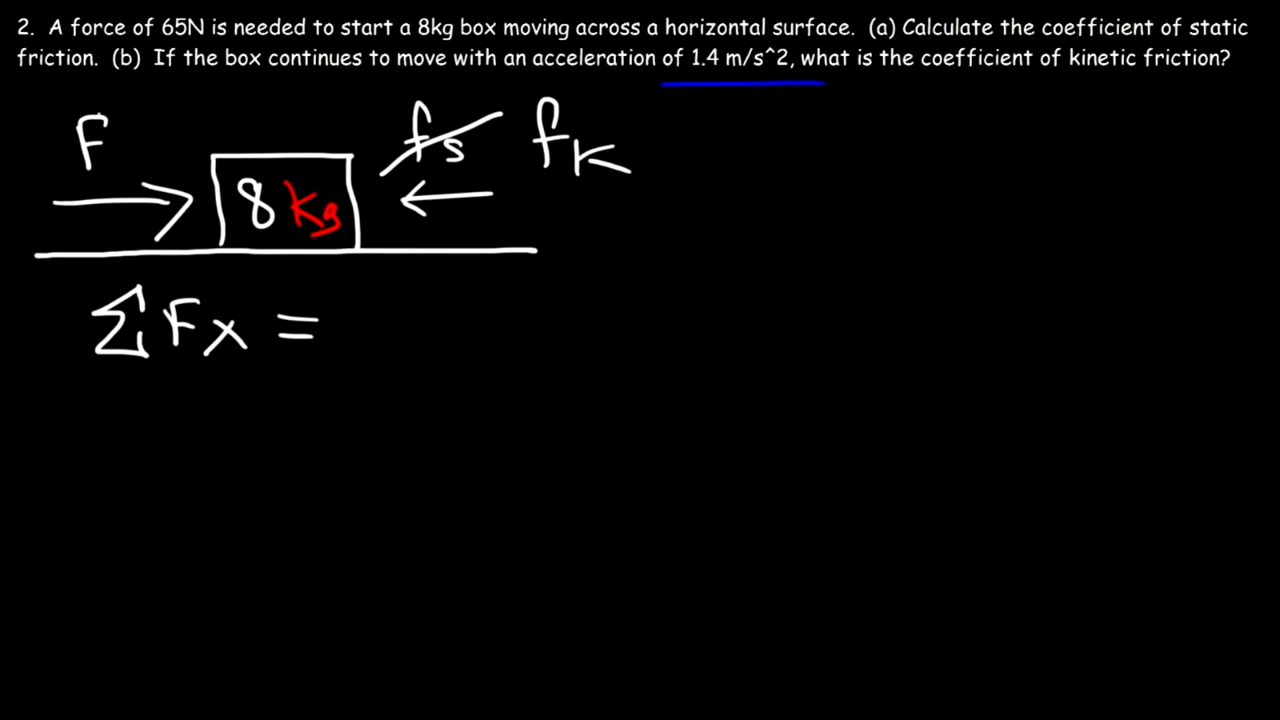 2. A force of 65N is needed to start a 8kg box moving across a horizontal surface. (a) Calculate the coefficient of static
friction. (b) If the box continues to move with an acceleration of 1.4 m/s^2, what is the coefficient of kinetic friction?
F
fs
fK
8 kg
ΣFx =